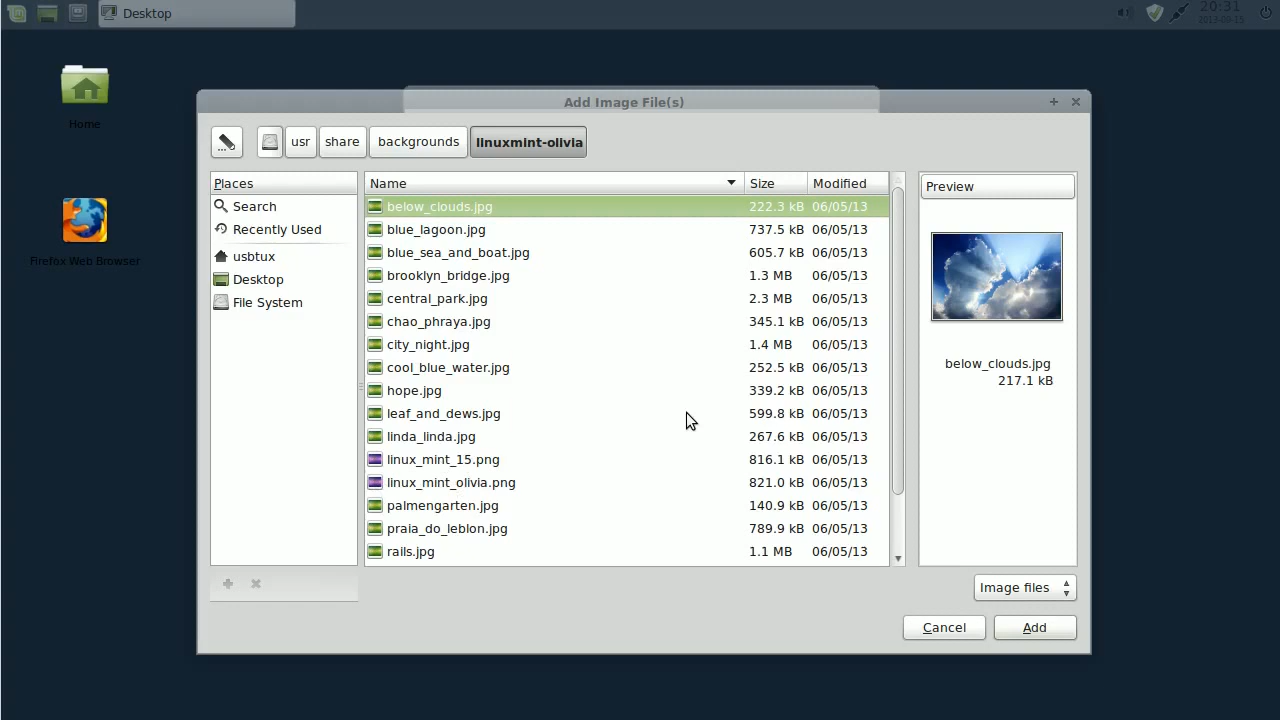 Desktop
20:31
2013-09-15
Home
Firefox Web Browser
Add Image File(s)
usr share backgrounds linuxmint-olivia
Places
Search
Recently Used
usbtux
Desktop
File System
Name Size Modified
below_clouds.jpg 222.3 kB 06/05/13
blue_lagoon.jpg 737.5 kB 06/05/13
blue_sea_and_boat.jpg 605.7 kB 06/05/13
brooklyn_bridge.jpg 1.3 MB 06/05/13
central_park.jpg 2.3 MB 06/05/13
chao_phraya.jpg 345.1 kB 06/05/13
city_night.jpg 1.4 MB 06/05/13
cool_blue_water.jpg 252.5 kB 06/05/13
hope.jpg 339.2 kB 06/05/13
leaf_and_dews.jpg 599.8 kB 06/05/13
linda_linda.jpg 267.6 kB 06/05/13
linux_mint_15.png 816.1 kB 06/05/13
linux_mint_olivia.png 821.0 kB 06/05/13
palmengarten.jpg 140.9 kB 06/05/13
praia_do_leblon.jpg 789.9 kB 06/05/13
rails.jpg 1.1 MB 06/05/13
Preview
below_clouds.jpg
217.1 kB
Image files
Cancel Add